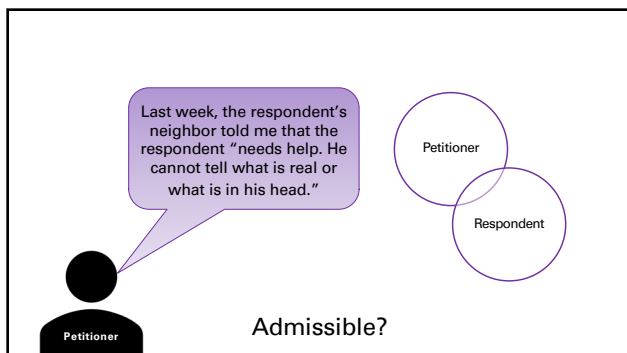 Last week, the respondent's
neighbor told me that the
respondent "needs help. He
cannot tell what is real or
what is in his head."
Petitioner
Respondent
Petitioner
Admissible?